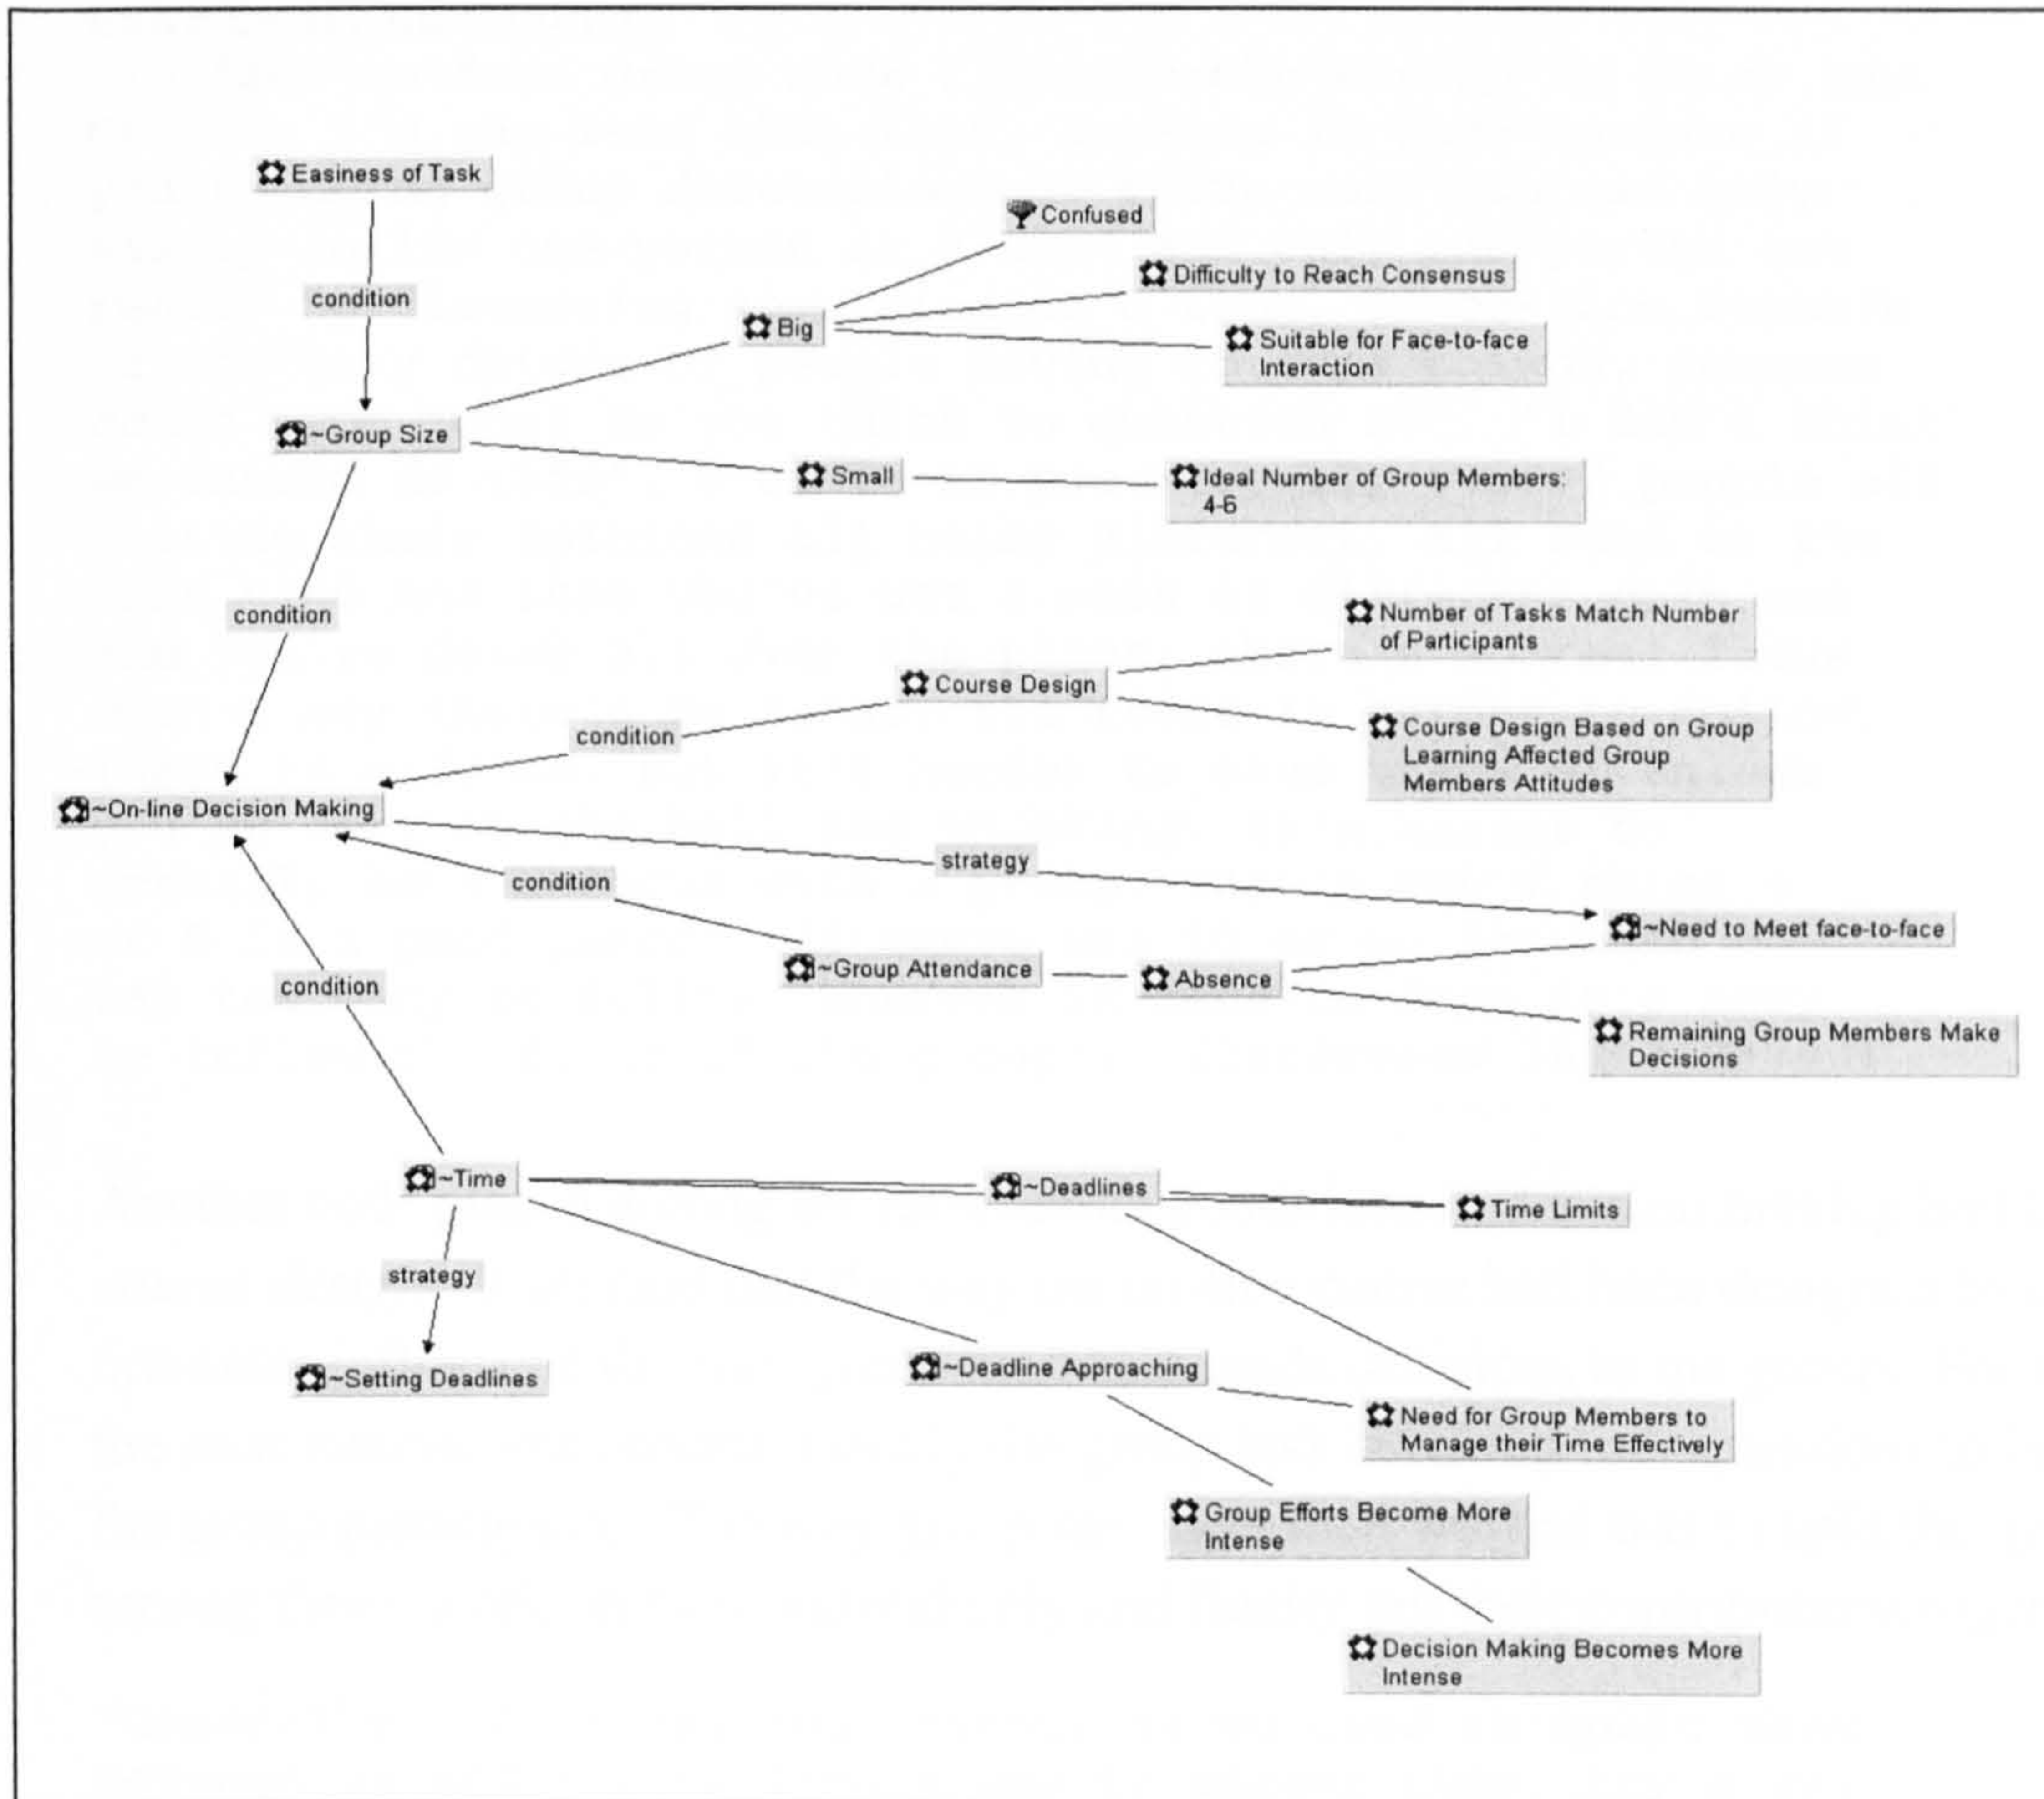 Easiness of Task
condition
Confused
Difficulty to Reach Consensus
Big
Suitable for Face-to-face
Interaction
~Group Size
Small
Ideal Number of Group Members:
4-6
condition
Number of Tasks Match Number
of Participants
Course Design
condition
Course Design Based on Group
Learning Affected Group
Members Attitudes
~On-line Decision Making
strategy
condition
~Need to Meet face-to-face
~Group Attendance
Absence
condition
Remaining Group Members Make
Decisions
~Time
~Deadlines
Time Limits
strategy
~Setting Deadlines
~Deadline Approaching
Need for Group Members to
Manage their Time Effectively
Group Efforts Become More
Intense
Decision Making Becomes More
Intense